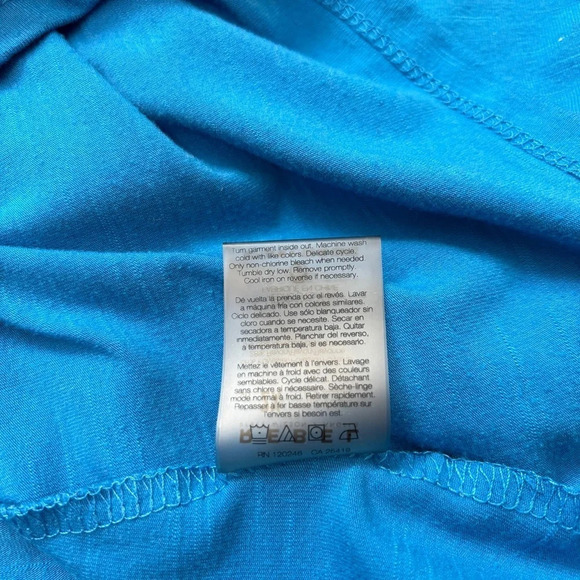 Turn garment inside out. Machine wash
cold with like colors. Delicate cycle.
Only non-chlorine bleach when needed
Tumble dry low. Remove promptly.
Cool iron on reverse if necessary.
Dé vuelta la prenda por el revés. Lavar
a máquina fría con colores similares.
Ciclo delicado. Use sólo blanqueador sin
cloro cuando se necesite. Secar en
secadora a temperatura baja. Quitar
inmediatamente. Planchar del reverso,
a temperatura baja, si es necesario.
Mettez le vêtement à l'envers. Lavage
en machine à froid avec des couleurs
semblables. Cycle délicat. Détachant
sans chlore si nécessaire. Sèche-linge
mode normal à froid. Retirer rapidement.
Repasser à fer basse température sur
l'envers si besoin est.
RN 120246 CA 26419